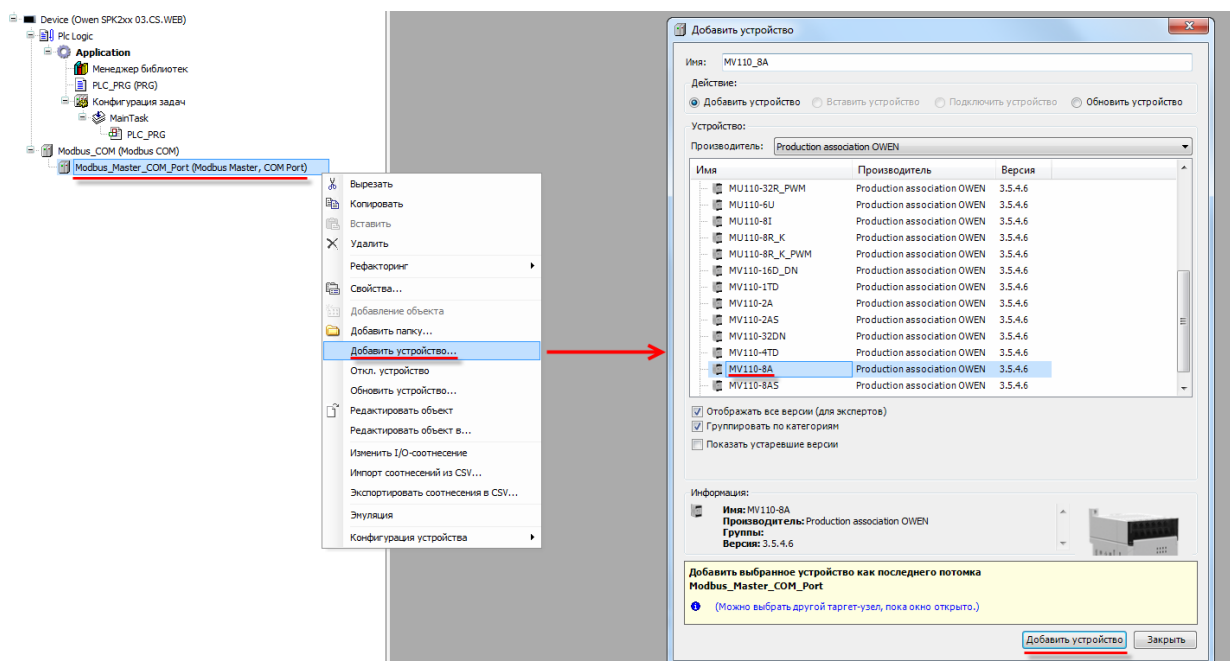 Device (Owen SPK2xx 03.CS.WEB)
Plc Logic
Application
Менеджер библиотек
PLC_PRG (PRG)
Конфигурация задач
MainTask
PLC_PRG
Modbus_COM (Modbus COM)
Modbus_Master_COM_Port (Modbus Master, COM Port)
Вырезать
Копировать
Вставить
Удалить
Рефакторинг
Свойства...
Добавление объекта
Добавить папку...
Добавить устройство...
Откл. устройство
Обновить устройство...
Редактировать объект
Редактировать объект в...
Изменить I/O-соотнесение
Импорт соотнесений из CSV...
Экспортировать соотнесения в CSV...
Эмуляция
Конфигурация устройства
Добавить устройство
Имя: MV110_8A
Действие:
Добавить устройство Вставить устройство Подключить устройство Обновить устройство
Устройство:
Производитель: Production association OWEN
Имя Производитель Версия
MU110-32R_PWM Production association OWEN 3.5.4.6
MU110-6U Production association OWEN 3.5.4.6
MU110-8I Production association OWEN 3.5.4.6
MU110-8R_K Production association OWEN 3.5.4.6
MU110-8R_K_PWM Production association OWEN 3.5.4.6
MV110-16D_DN Production association OWEN 3.5.4.6
MV110-1TD Production association OWEN 3.5.4.6
MV110-2A Production association OWEN 3.5.4.6
MV110-2AS Production association OWEN 3.5.4.6
MV110-32DN Production association OWEN 3.5.4.6
MV110-4TD Production association OWEN 3.5.4.6
MV110-8A Production association OWEN 3.5.4.6
MV110-8AS Production association OWEN 3.5.4.6
Отображать все версии (для экспертов)
Группировать по категориям
Показать устаревшие версии
Информация:
Имя: MV110-8A
Производитель: Production association OWEN
Группы:
Версия: 3.5.4.6
Добавить выбранное устройство как последнего потомка
Modbus_Master_COM_Port
(Можно выбрать другой таргет-узел, пока окно открыто.)
Добавить устройство Закрыть